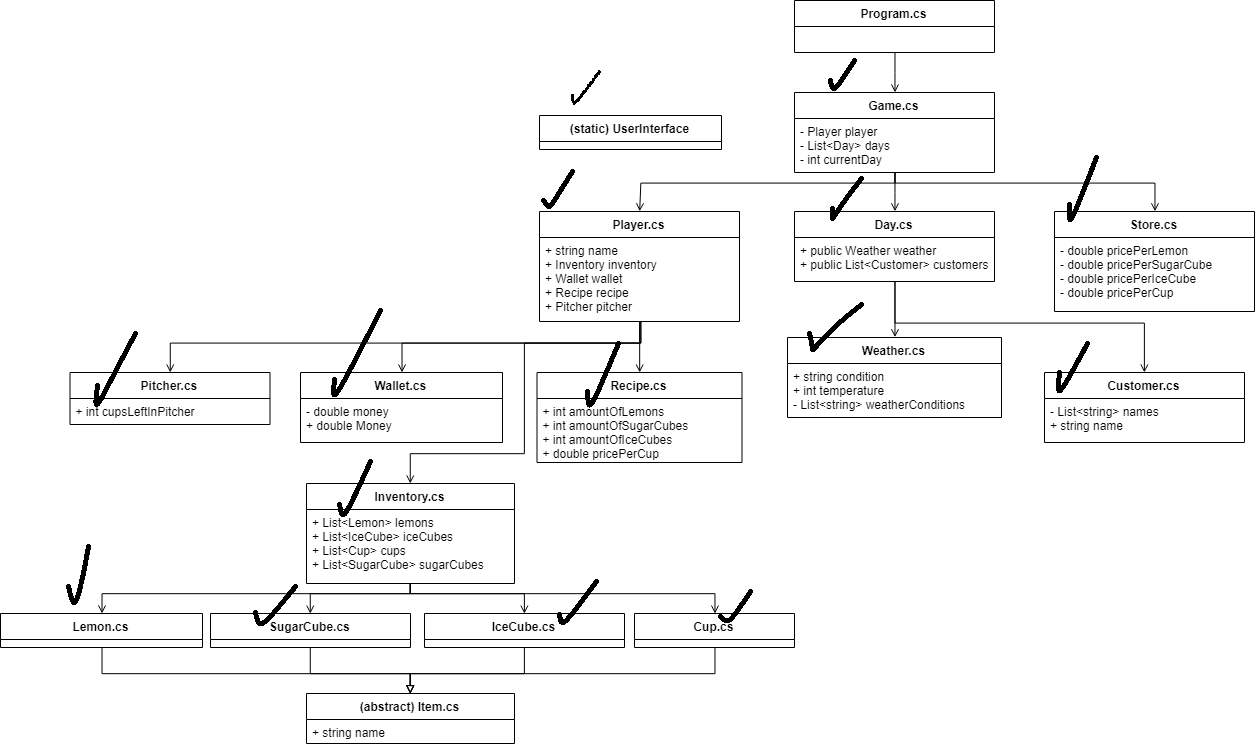 Program.cs
Game.cs
- Player player
- List<Day> days
- int currentDay
(static) UserInterface
Player.cs
+ string name
+ Inventory inventory
+ Wallet wallet
+ Recipe recipe
+ Pitcher pitcher
Day.cs
+ public Weather weather
+ public List<Customer> customers
Store.cs
- double pricePerLemon
- double pricePerSugarCube
- double pricePerIceCube
- double pricePerCup
Pitcher.cs
+ int cupsLeftInPitcher
Wallet.cs
- double money
+ double Money
Recipe.cs
+ int amountOfLemons
+ int amountOfSugarCubes
+ int amountOfIceCubes
+ double pricePerCup
Weather.cs
+ string condition
+ int temperature
- List<string> weatherConditions
Customer.cs
- List<string> names
+ string name
Inventory.cs
+ List<Lemon> lemons
+ List<IceCube> iceCubes
+ List<Cup> cups
+ List<SugarCube> sugarCubes
Lemon.cs
SugarCube.cs
IceCube.cs
Cup.cs
(abstract) Item.cs
+ string name